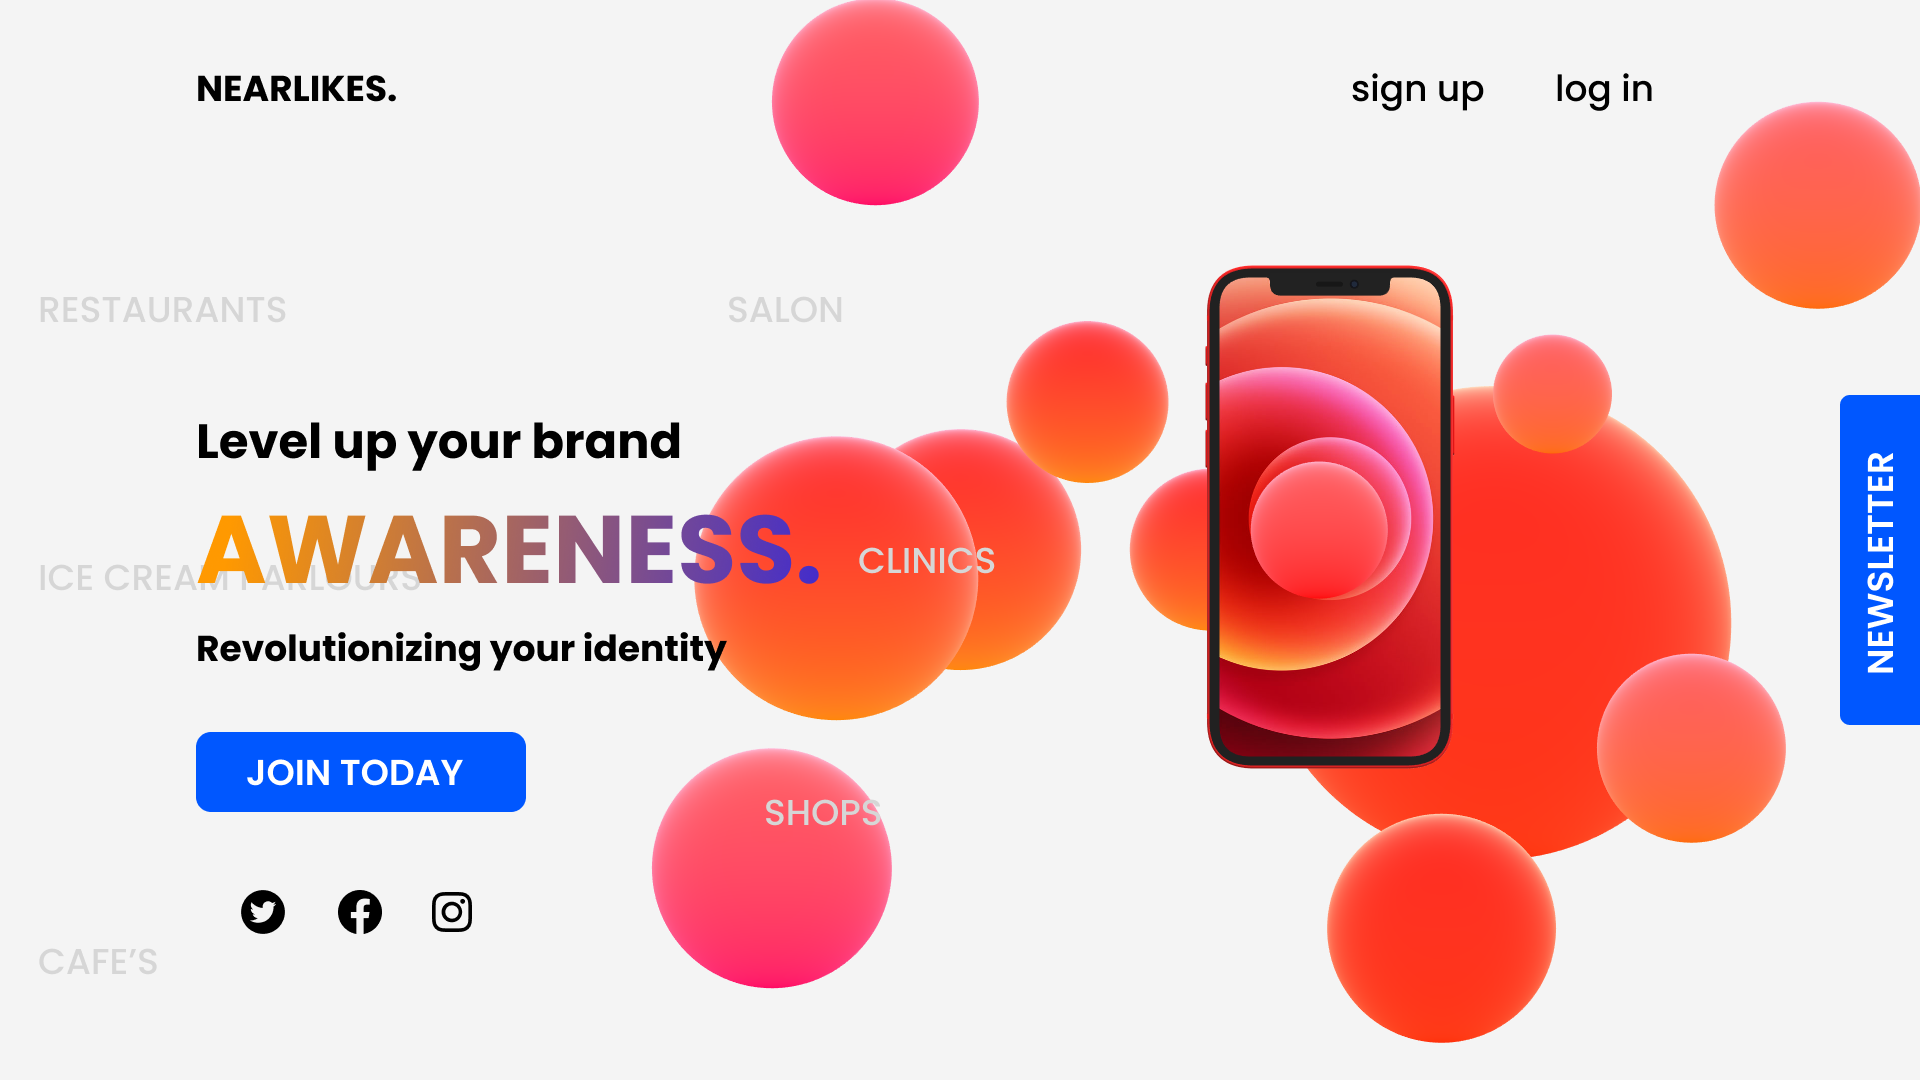 NEARLIKES.
sign up
log in
RESTAURANTS
SALON
Level up your brand
AWARENESS.
CLINICS
ICE CREAM PARLOURS
Revolutionizing your identity
NEWSLETTER
JOIN TODAY
SHOPS
CAFE’S